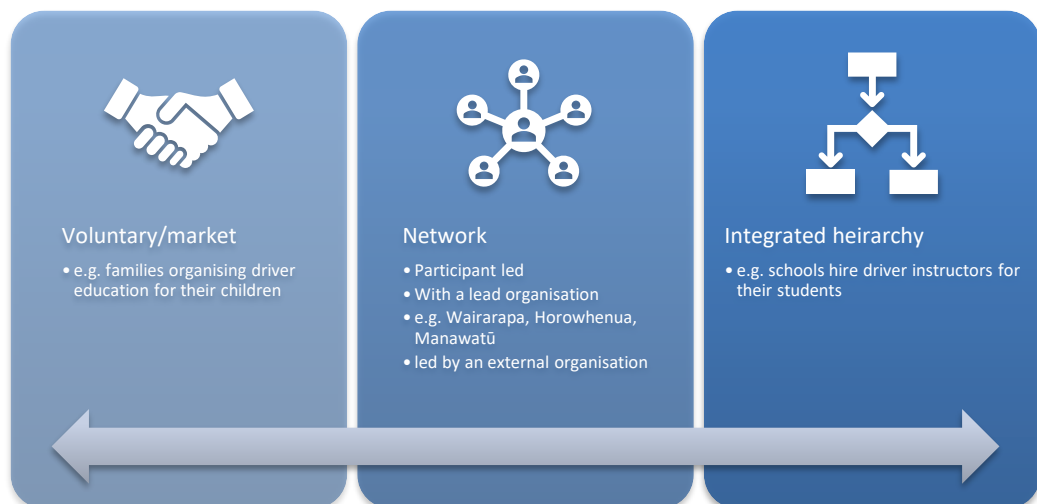 Voluntary/market
• e.g. families organising driver
education for their children
Network
• Participant led
• With a lead organisation
• e.g. Wairarapa, Horowhenua,
Manawatū
• led by an external organisation
Integrated heirarchy
• e.g. schools hire driver instructors for
their students